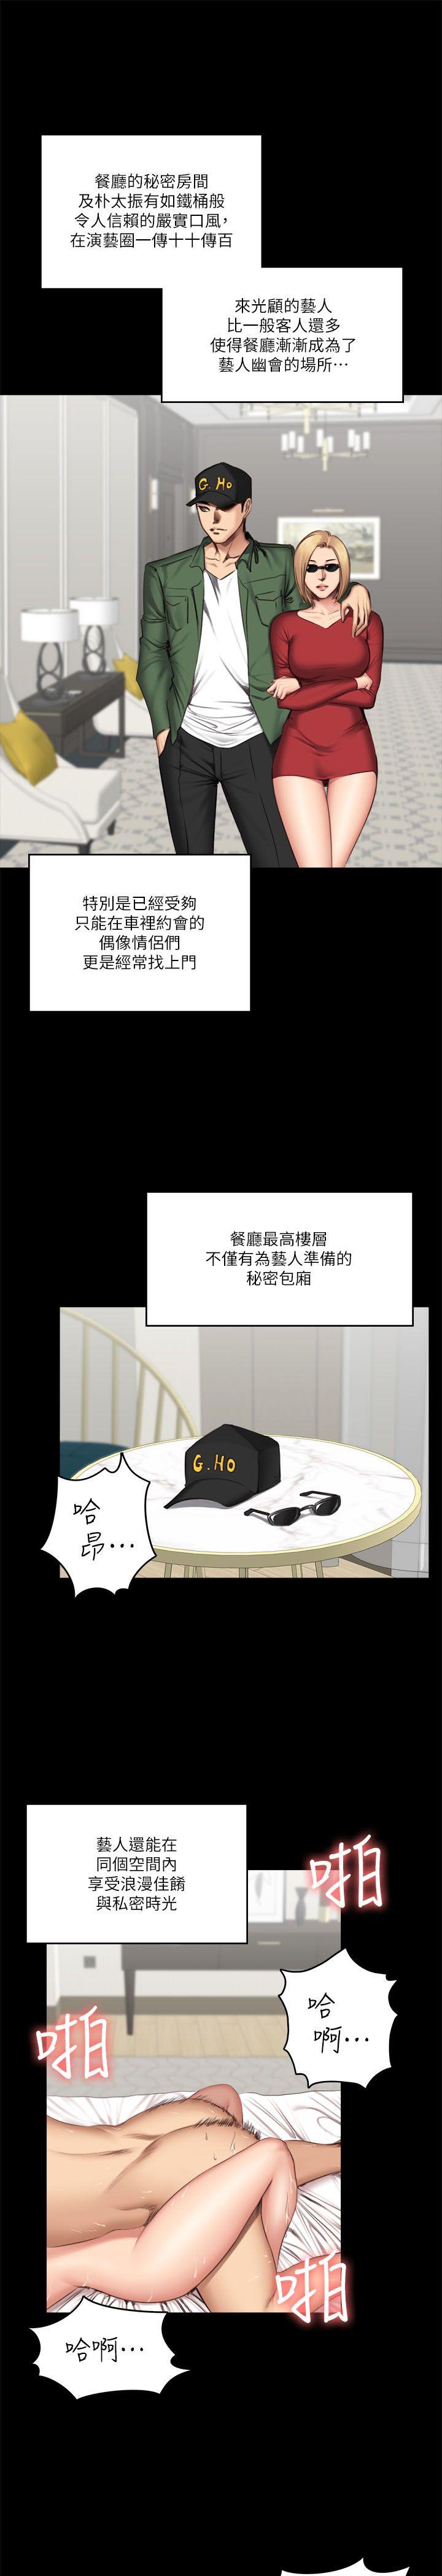 餐廳的秘密房間
及朴太振有如鐵桶般
令人信賴的嚴實口風,
在演藝圈一傳十十傳百
來光顧的藝人
比一般客人還多
使得餐廳漸漸成為了
藝人幽會的場所…
G. Ho
特別是已經受夠
只能在車裡約會的
偶像情侶們
更是經常找上門
餐廳最高樓層
不僅有為藝人準備的
秘密包廂
G.Ho
哈
昂…
藝人還能在
同個空間內
享受浪漫佳餚
與私密時光
啪
哈
啊…
啪
啪
哈啊…